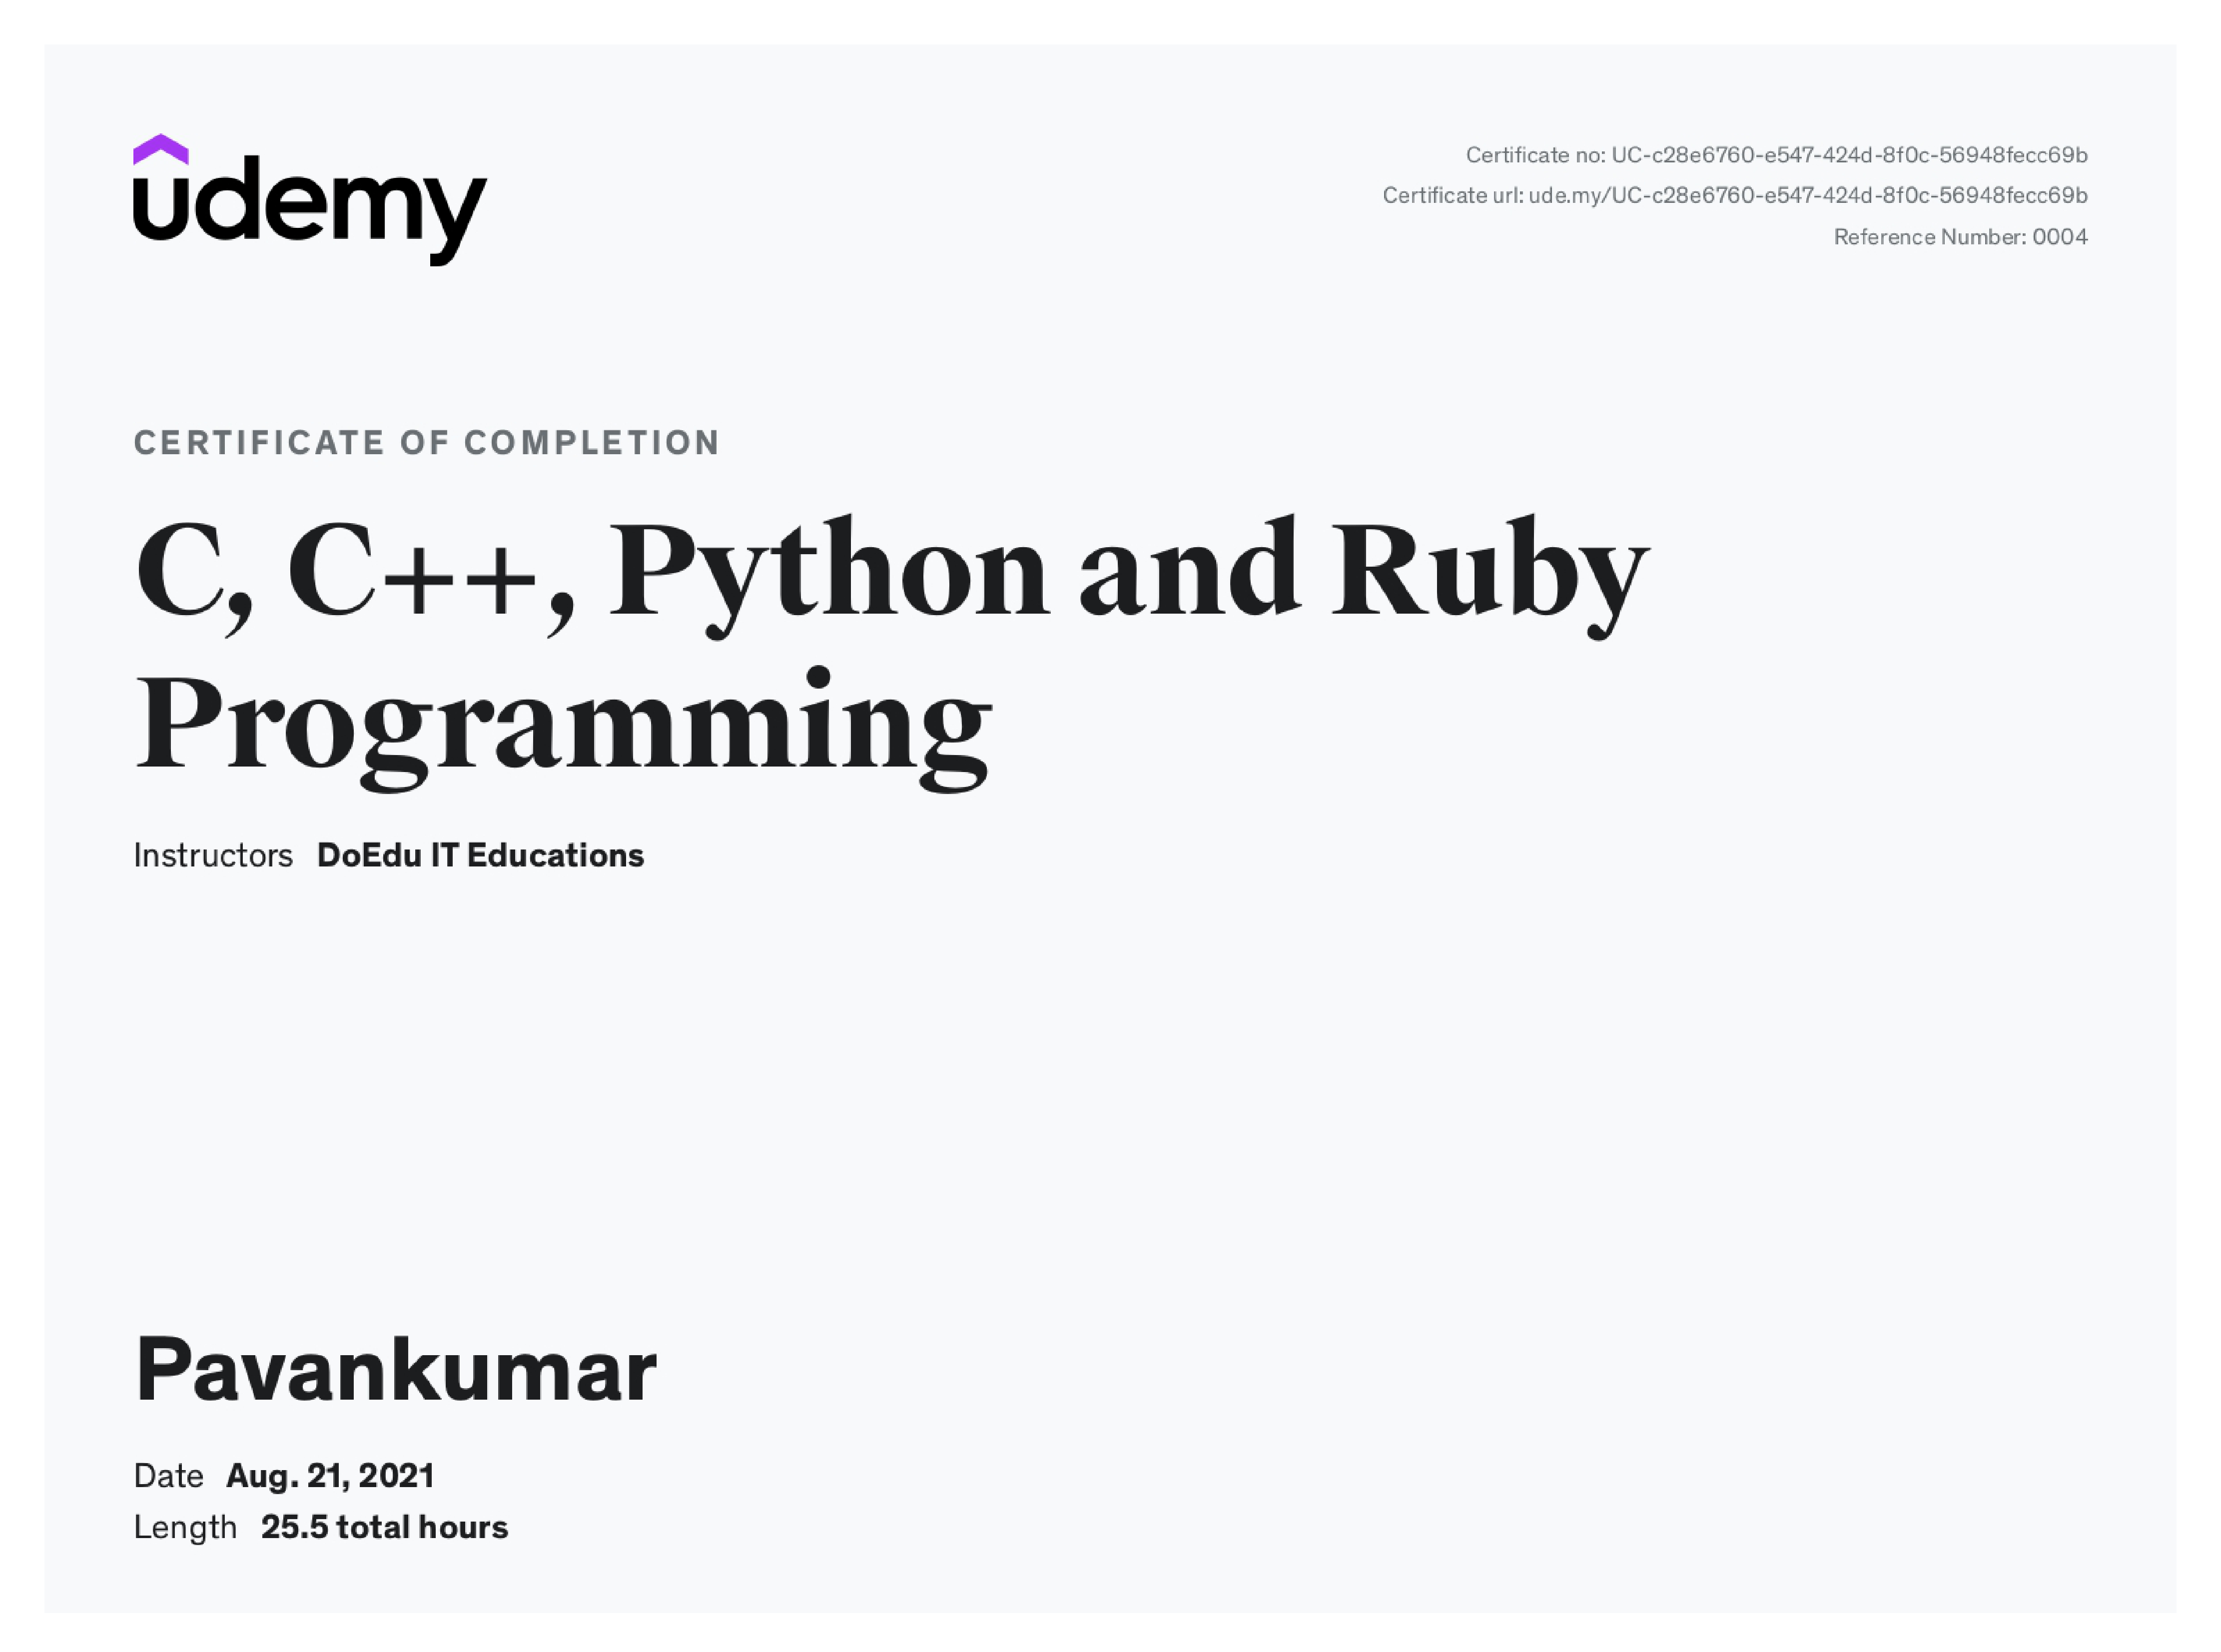 udemy
Certificate no: UC-c28e6760-e547-424d-8f0c-56948fecc69b
Certificate url: ude.my/UC-c28e6760-e547-424d-8f0c-56948fecc69b
Reference Number: 0004
CERTIFICATE OF COMPLETION
C, C++, Python and Ruby
Programming
Instructors DoEdu IT Educations
Pavankumar
Date Aug. 21, 2021
Length 25.5 total hours